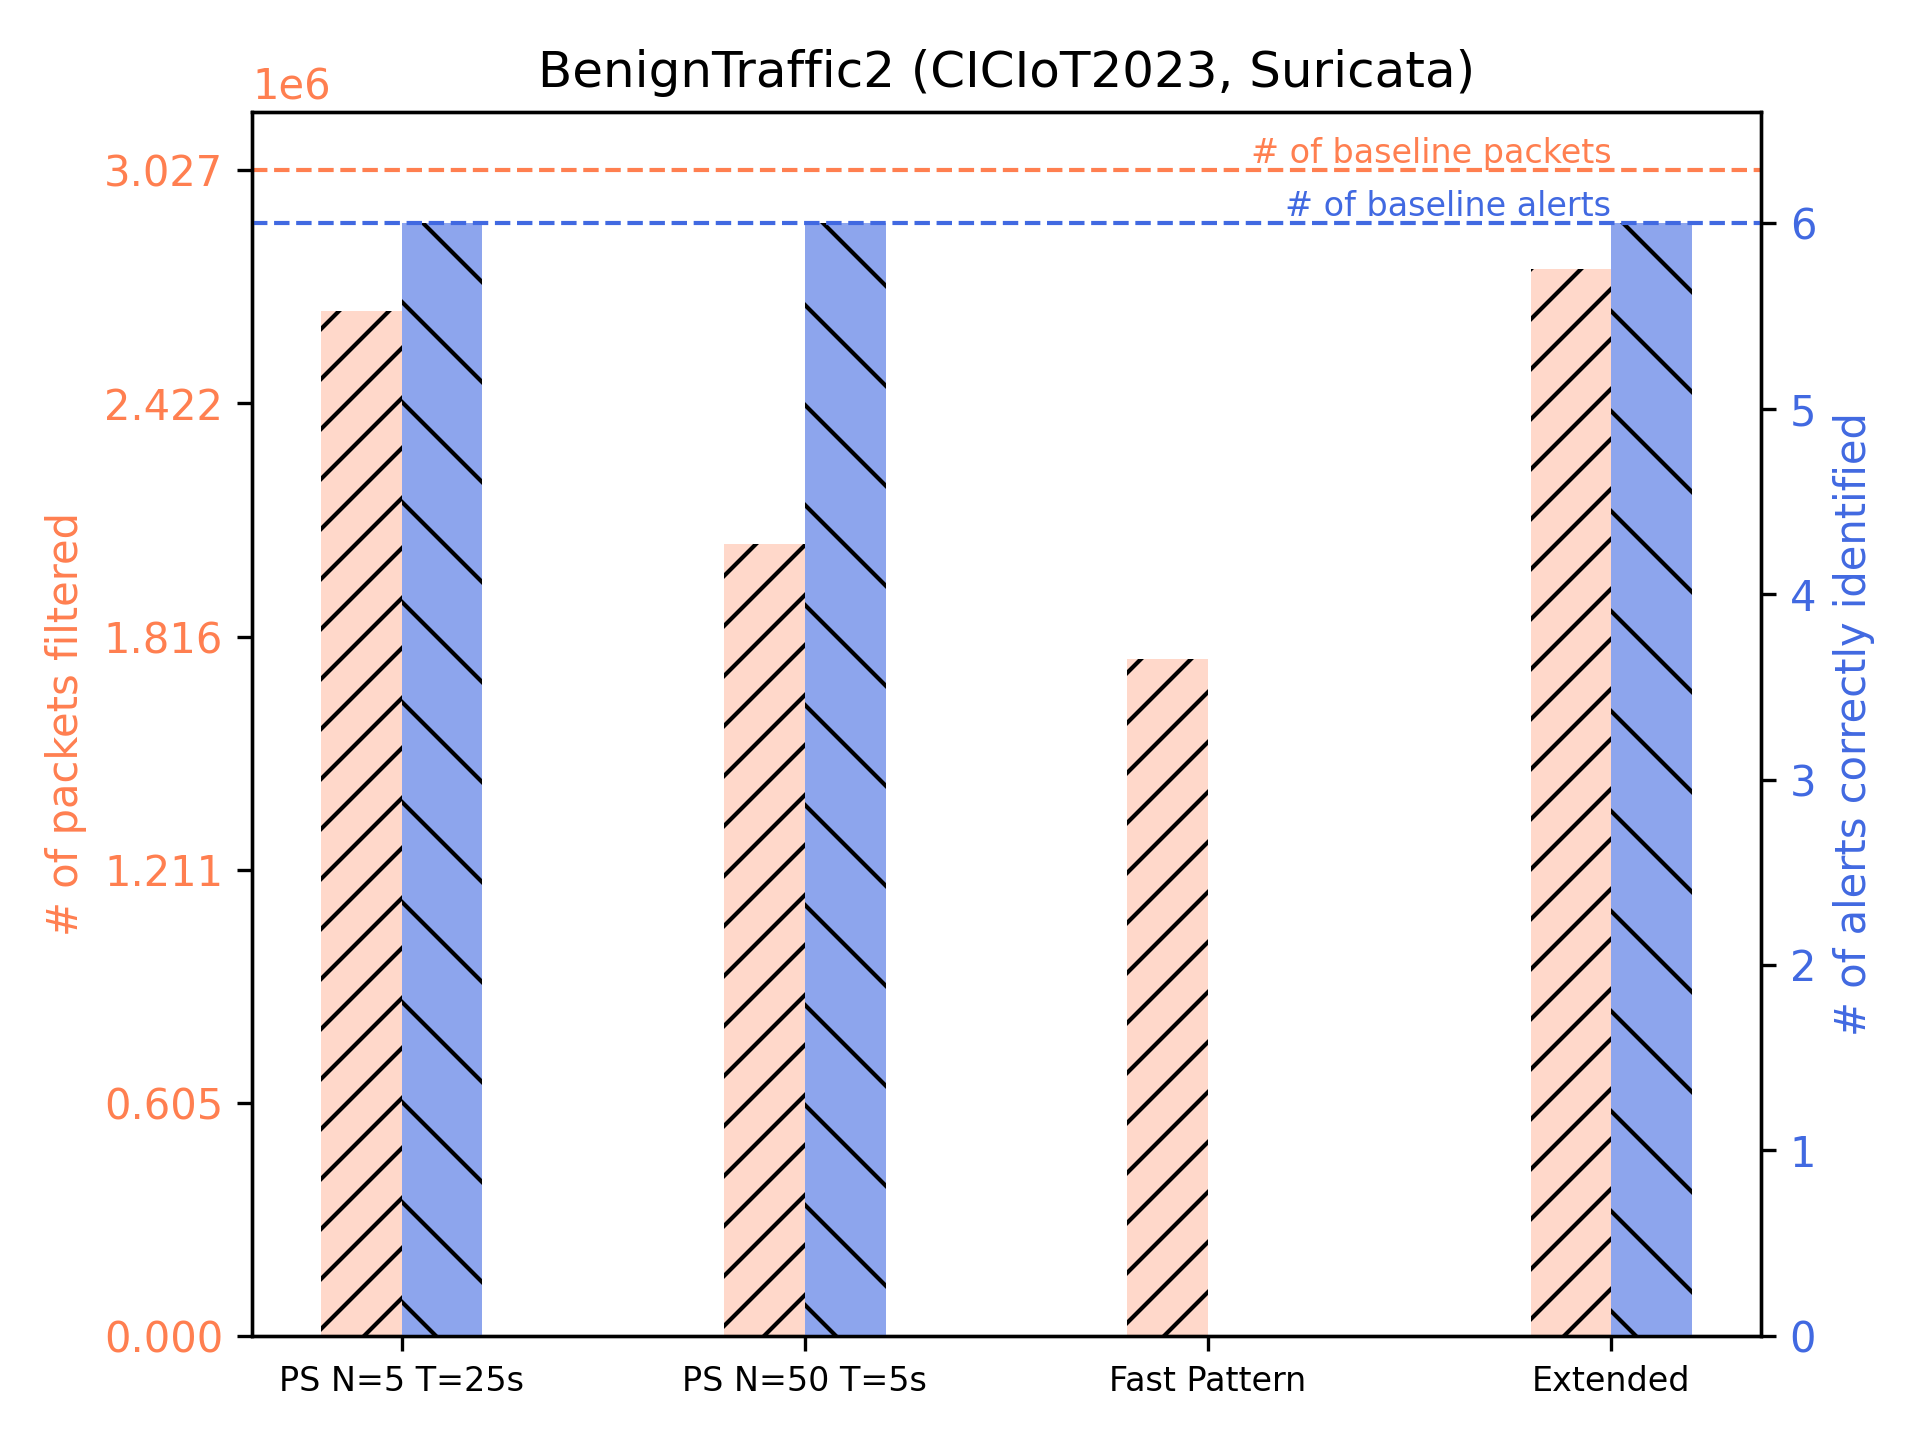 BenignTraffic2 (CICIoT2023, Suricata)
1e6
# of baseline packets
# of baseline alerts
3.027
2.422
1.816
1.211
0.605
0.000
# of packets filtered
6
5
4
3
2
1
0
# of alerts correctly identified
PS N=5 T=25s
PS N=50 T=5s
Fast Pattern
Extended